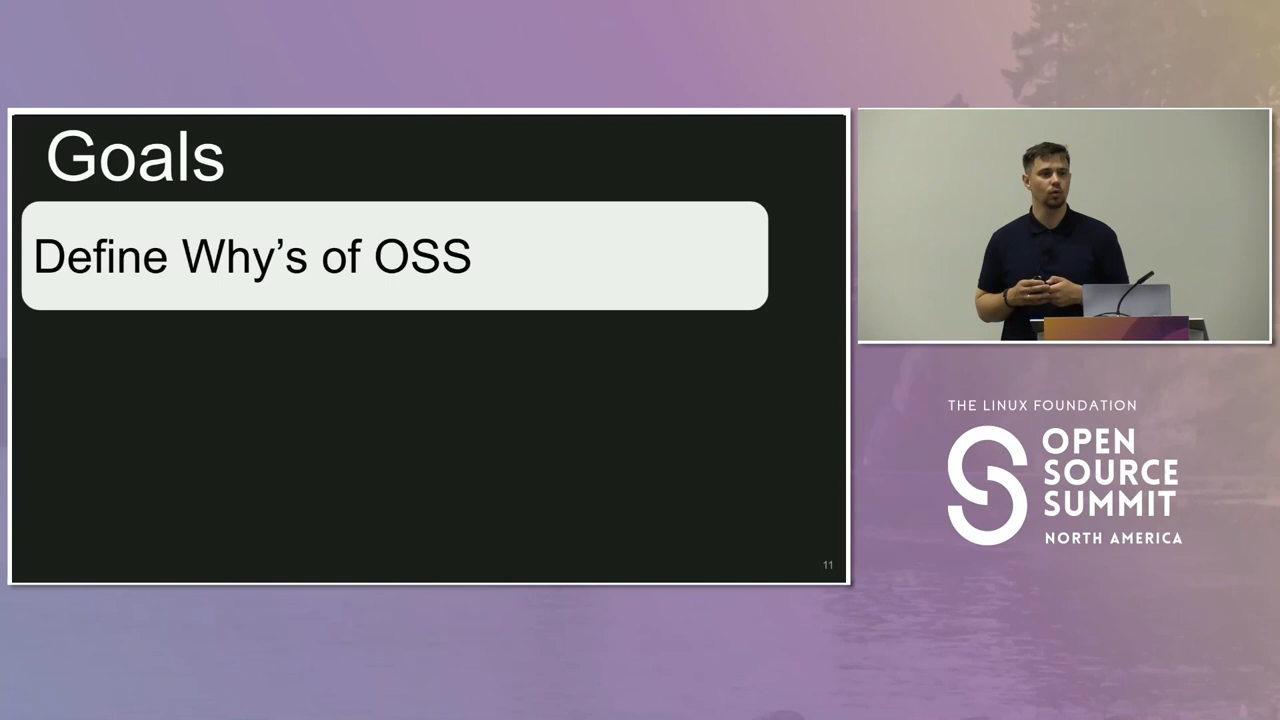 Goals
Define Why’s of OSS
11
THE LINUX FOUNDATION
OPEN
SOURCE
SUMMIT
NORTH AMERICA